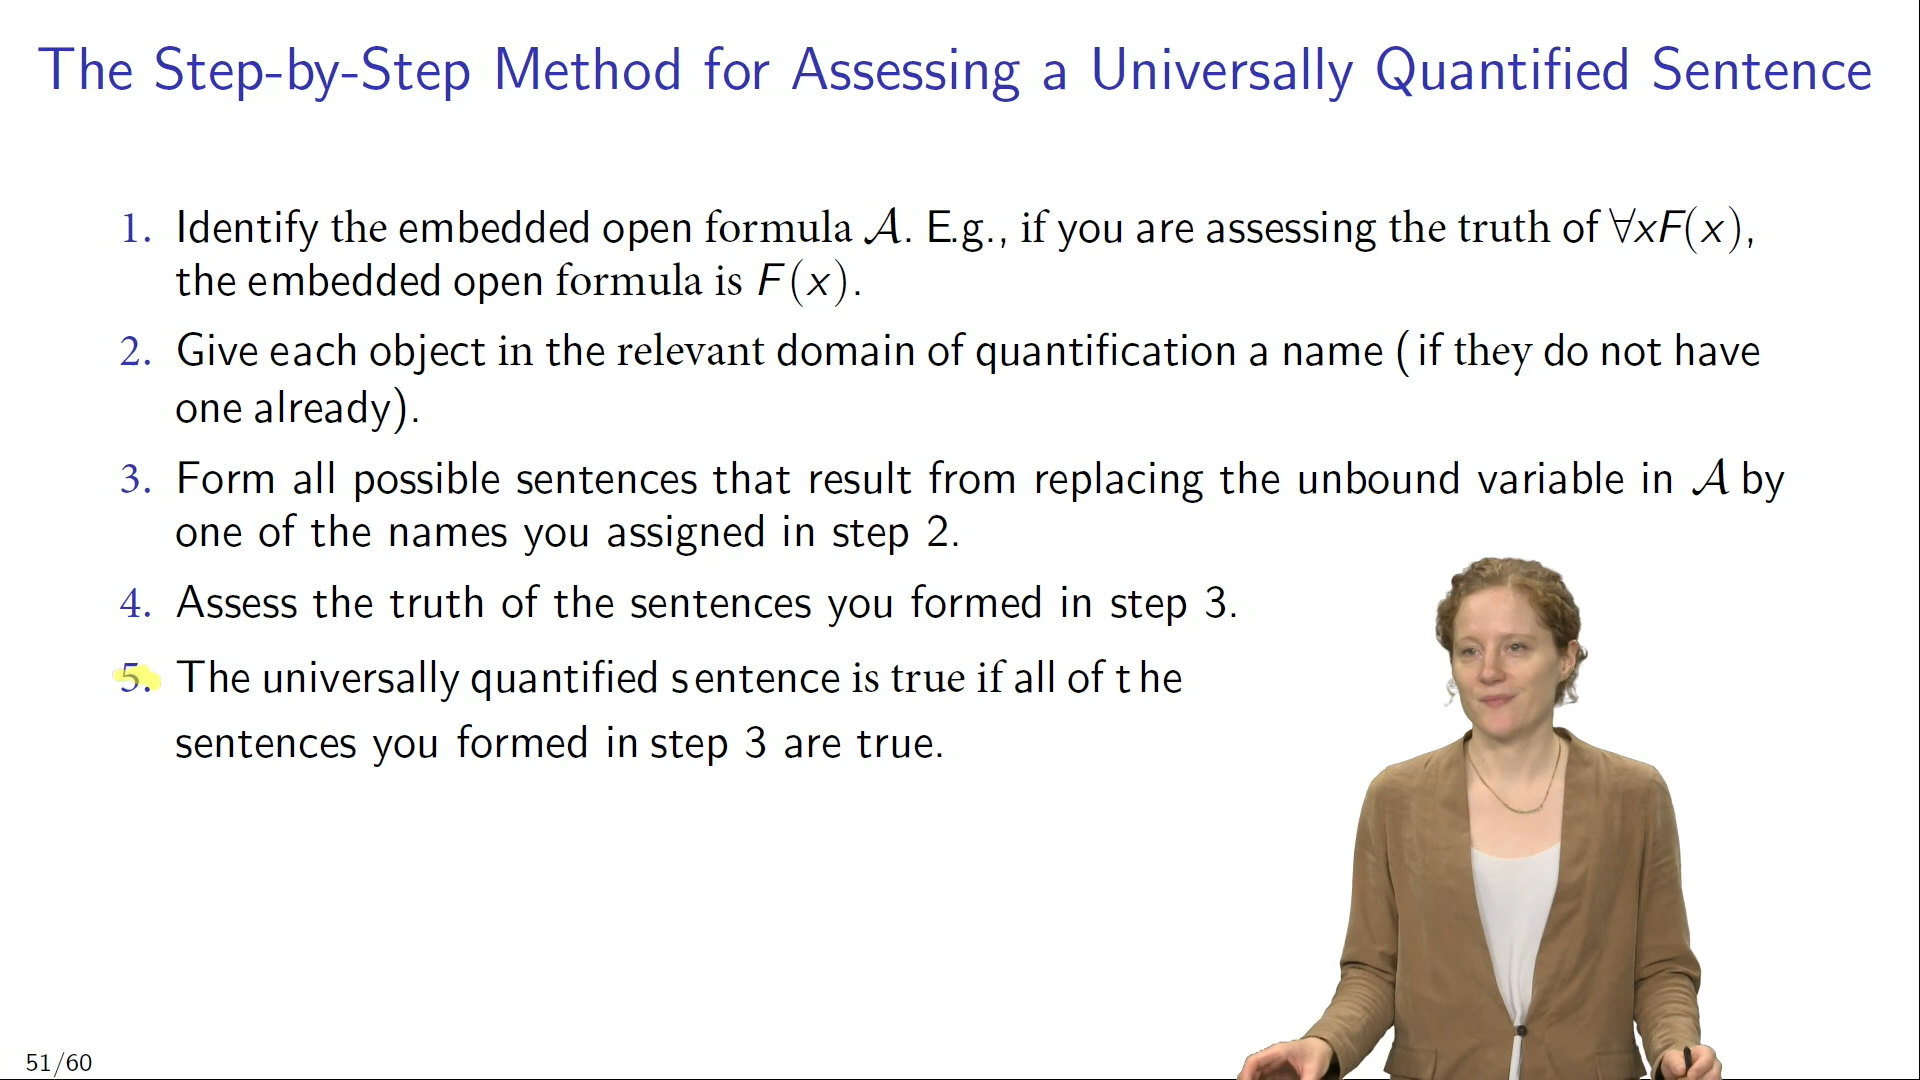 The Step-by-Step Method for Assessing a Universally Quantified Sentence
1. Identify the embedded open formula 𝒜. E.g., if you are assessing the truth of ∀xF(x),
the embedded open formula is F(x).
2. Give each object in the relevant domain of quantification a name (if they do not have
one already).
3. Form all possible sentences that result from replacing the unbound variable in 𝒜 by
one of the names you assigned in step 2.
4. Assess the truth of the sentences you formed in step 3.
5. The universally quantified sentence is true if all of the
sentences you formed in step 3 are true.
51/60